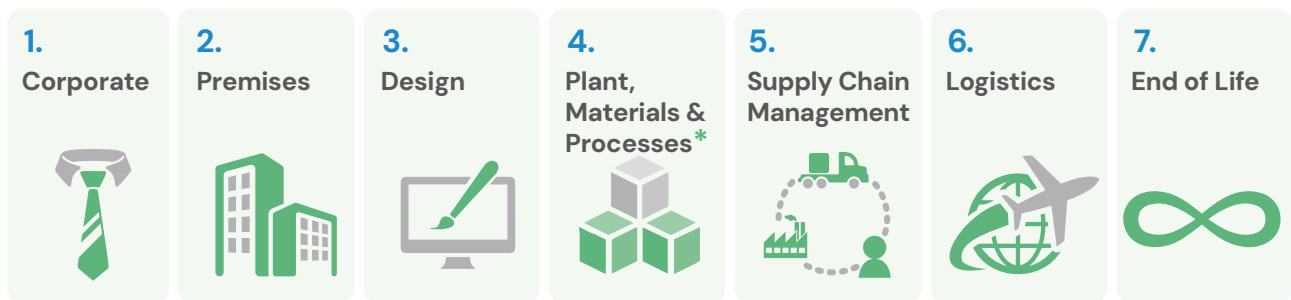 1.
Corporate
2.
Premises
3.
Design
4.
Plant,
Materials &
Processes*
5.
Supply Chain
Management
6.
Logistics
7.
End of Life